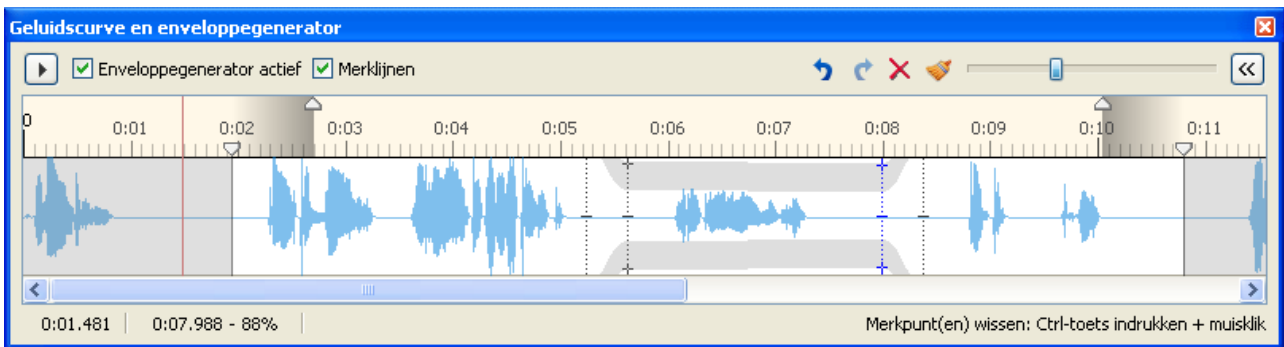 Geluidscurve en enveloppegenerator
Enveloppegenerator actief Merklijnen
0 0:01 0:02 0:03 0:04 0:05 0:06 0:07 0:08 0:09 0:10 0:11
0:01.481 0:07.988 - 88% Merkpunt(en) wissen: Ctrl-toets indrukken + muisklik